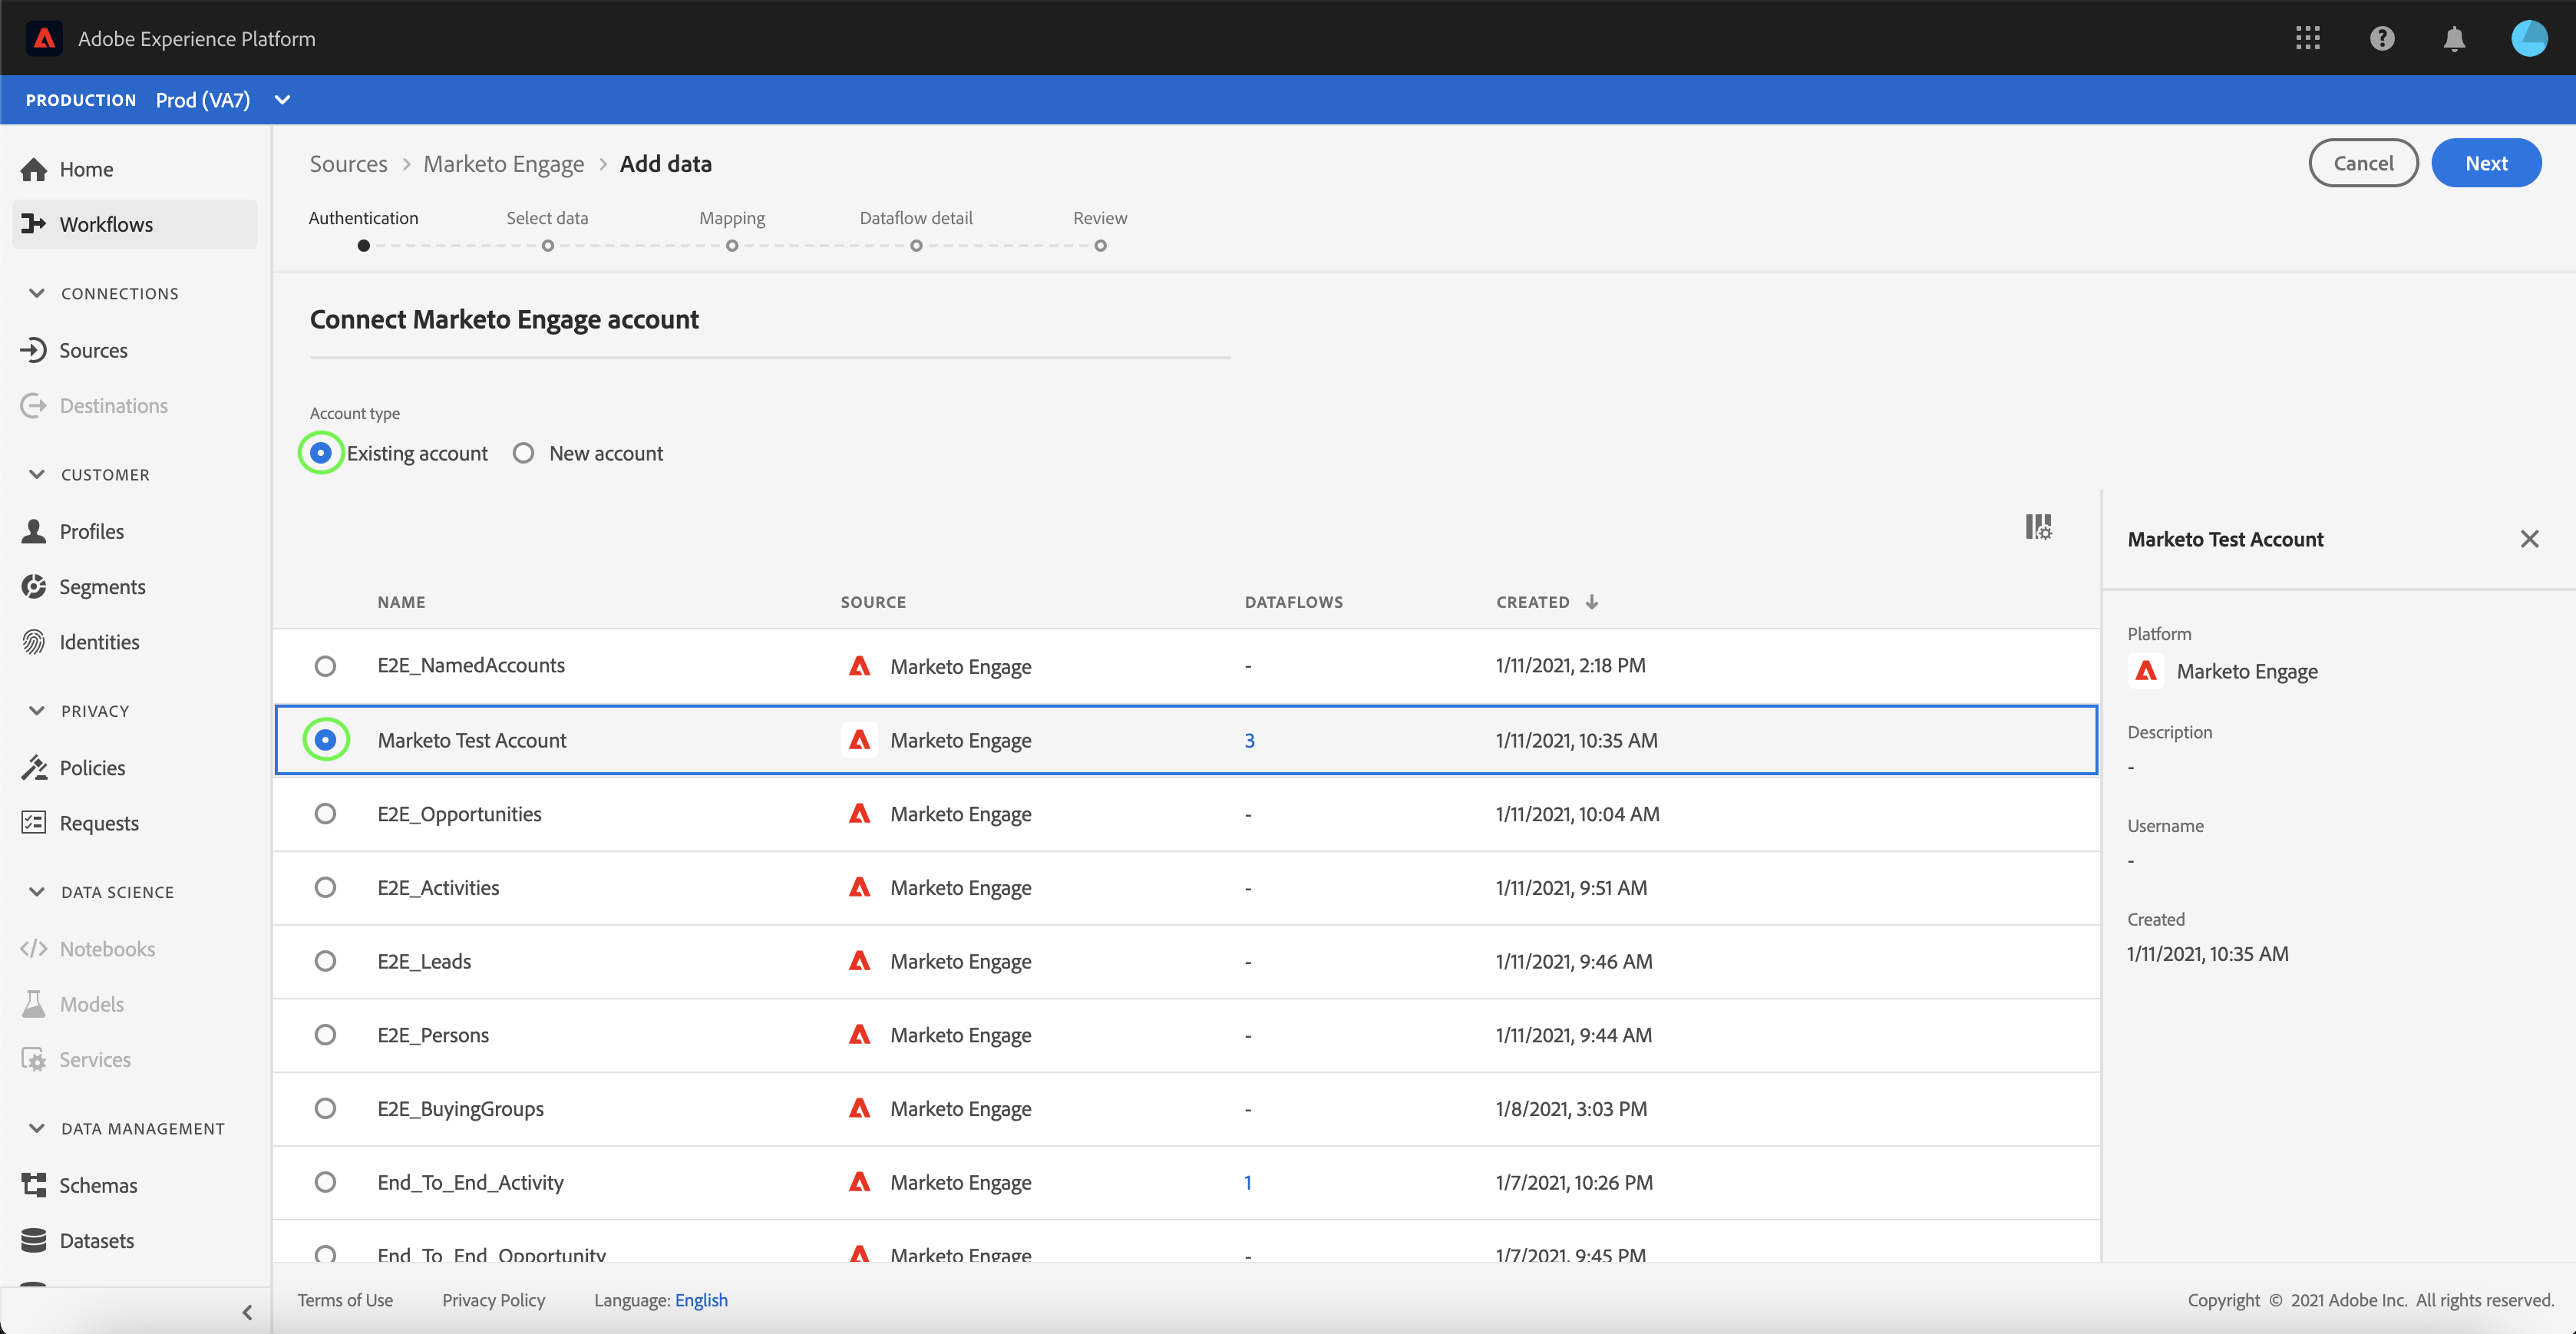 Adobe Experience Platform
PRODUCTION Prod (VA7)
Home
Workflows
CONNECTIONS
Sources
Destinations
CUSTOMER
Profiles
Segments
Identities
PRIVACY
Policies
Requests
DATA SCIENCE
Notebooks
Models
Services
DATA MANAGEMENT
Schemas
Datasets
Sources > Marketo Engage > Add data
Cancel Next
Authentication Select data Mapping Dataflow detail Review
Connect Marketo Engage account
Account type
Existing account New account
NAME SOURCE DATAFLOWS CREATED
E2E_NamedAccounts Marketo Engage - 1/11/2021, 2:18 PM
Marketo Test Account Marketo Engage 3 1/11/2021, 10:35 AM
E2E_Opportunities Marketo Engage - 1/11/2021, 10:04 AM
E2E_Activities Marketo Engage - 1/11/2021, 9:51 AM
E2E_Leads Marketo Engage - 1/11/2021, 9:46 AM
E2E_Persons Marketo Engage - 1/11/2021, 9:44 AM
E2E_BuyingGroups Marketo Engage - 1/8/2021, 3:03 PM
End_To_End_Activity Marketo Engage 1 1/7/2021, 10:26 PM
End_To_End_Opportunity Marketo Engage - 1/7/2021, 9:45 PM
Marketo Test Account
Platform
Marketo Engage
Description
-
Username
-
Created
1/11/2021, 10:35 AM
Terms of Use Privacy Policy Language: English
Copyright © 2021 Adobe Inc. All rights reserved.